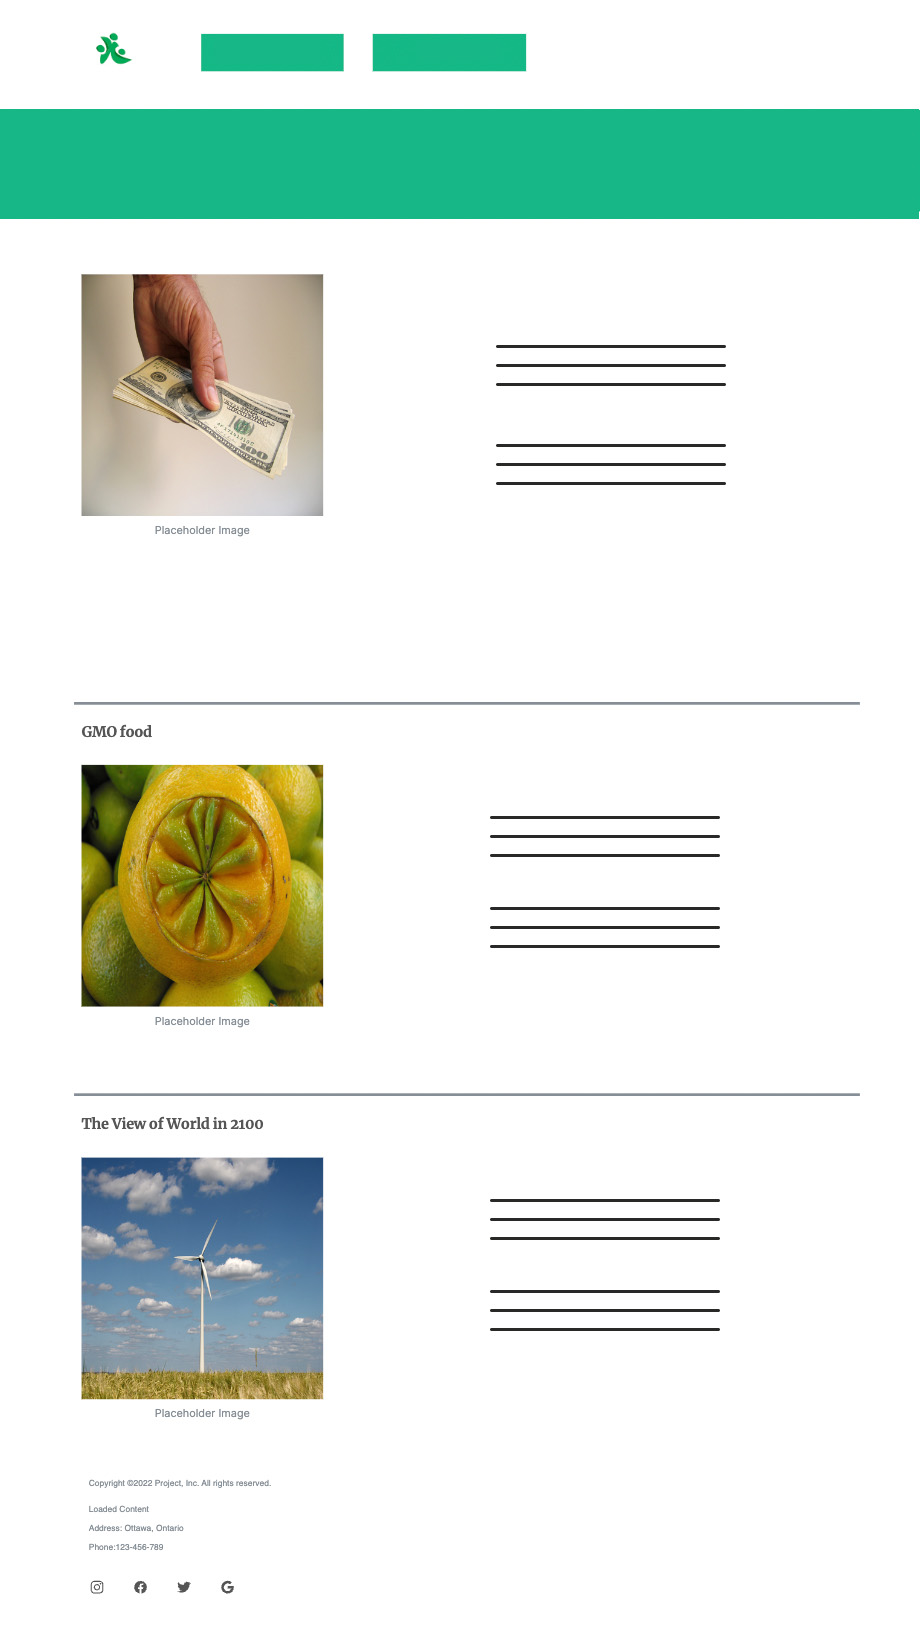 Placeholder Image
GMO food
Placeholder Image
The View of World in 2100
Placeholder Image
Copyright ©2022 Project, Inc. All rights reserved.
Loaded Content
Address: Ottawa, Ontario
Phone:123-456-789